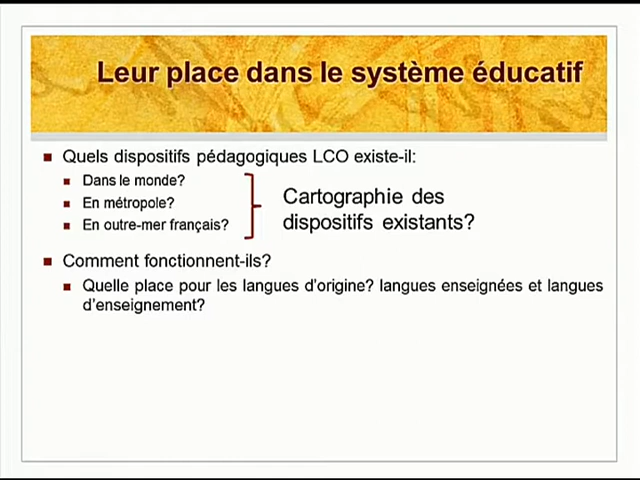 Leur place dans le système éducatif
Quels dispositifs pédagogiques LCO existe-il:
Dans le monde?
En métropole?
En outre-mer français?
Cartographie des
dispositifs existants?
Comment fonctionnent-ils?
Quelle place pour les langues d'origine? langues enseignées et langues
d'enseignement?